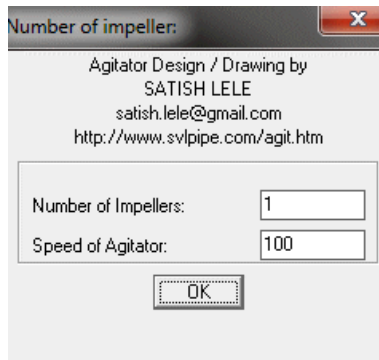 Number of impeller:
x
Agitator Design / Drawing by
SATISH LELE
satish.lele@gmail.com
http://www.svlpipe.com/agit.htm
Number of Impellers: 1
Speed of Agitator: 100
OK